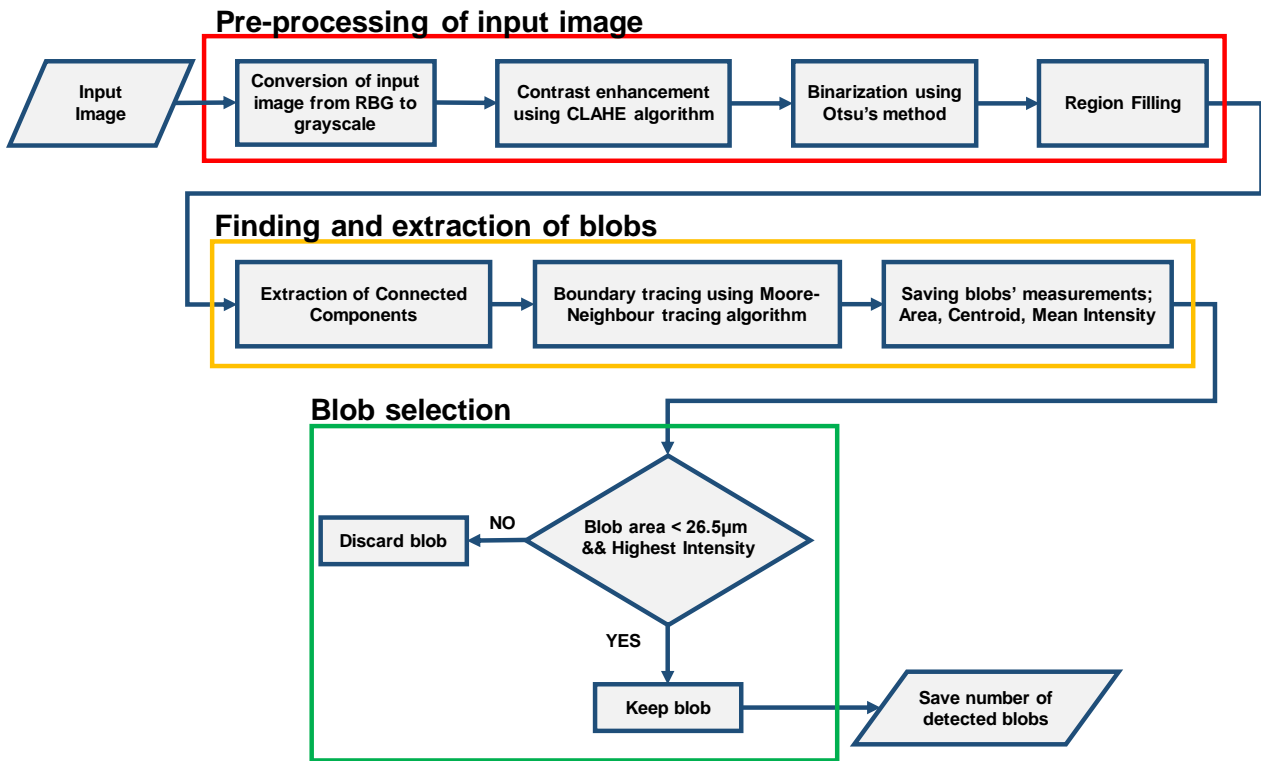 Pre-processing of input image
Input
Image
Conversion of input
image from RBG to
grayscale
Contrast enhancement
using CLAHE algorithm
Binarization using
Otsu's method
Region Filling
Finding and extraction of blobs
Extraction of Connected
Components
Boundary tracing using Moore-
Neighbour tracing algorithm
Saving blobs' measurements;
Area, Centroid, Mean Intensity
Blob selection
Blob area < 26.5µm
&& Highest Intensity
NO
Discard blob
YES
Keep blob
Save number of
detected blobs